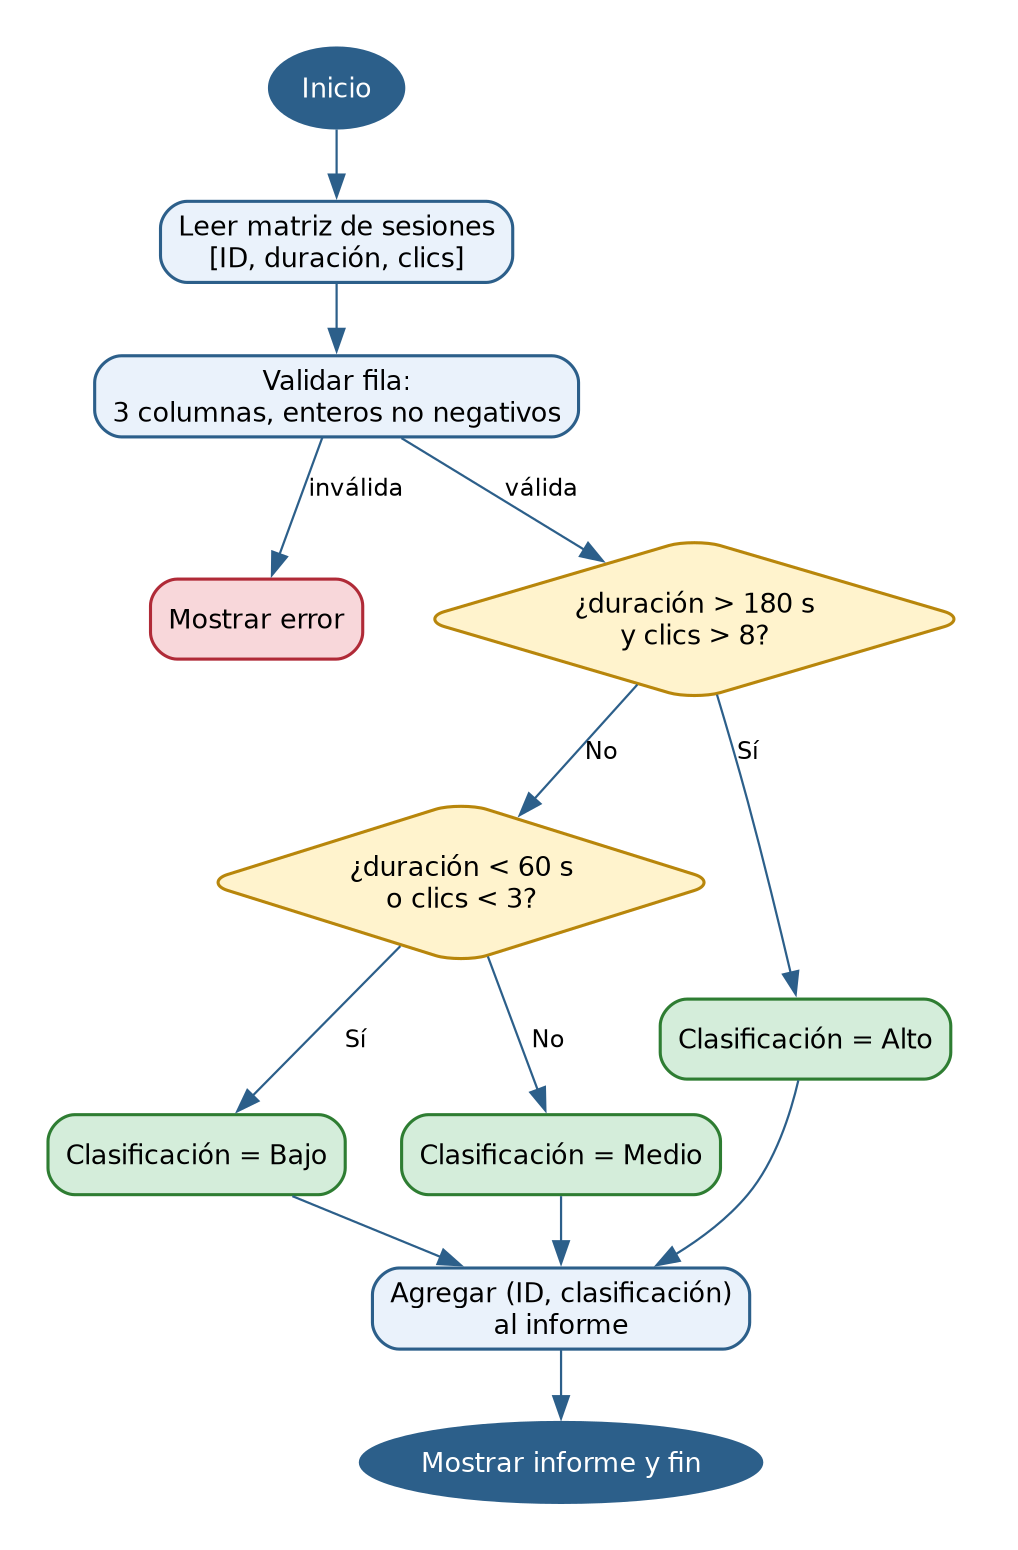 Inicio
Leer matriz de sesiones
[ID, duración, clics]
Validar fila:
3 columnas, enteros no negativos
inválida
válida
Mostrar error
¿duración > 180 s
y clics > 8?
No
Sí
¿duración < 60 s
o clics < 3?
Sí
No
Clasificación = Alto
Clasificación = Bajo
Clasificación = Medio
Agregar (ID, clasificación)
al informe
Mostrar informe y fin